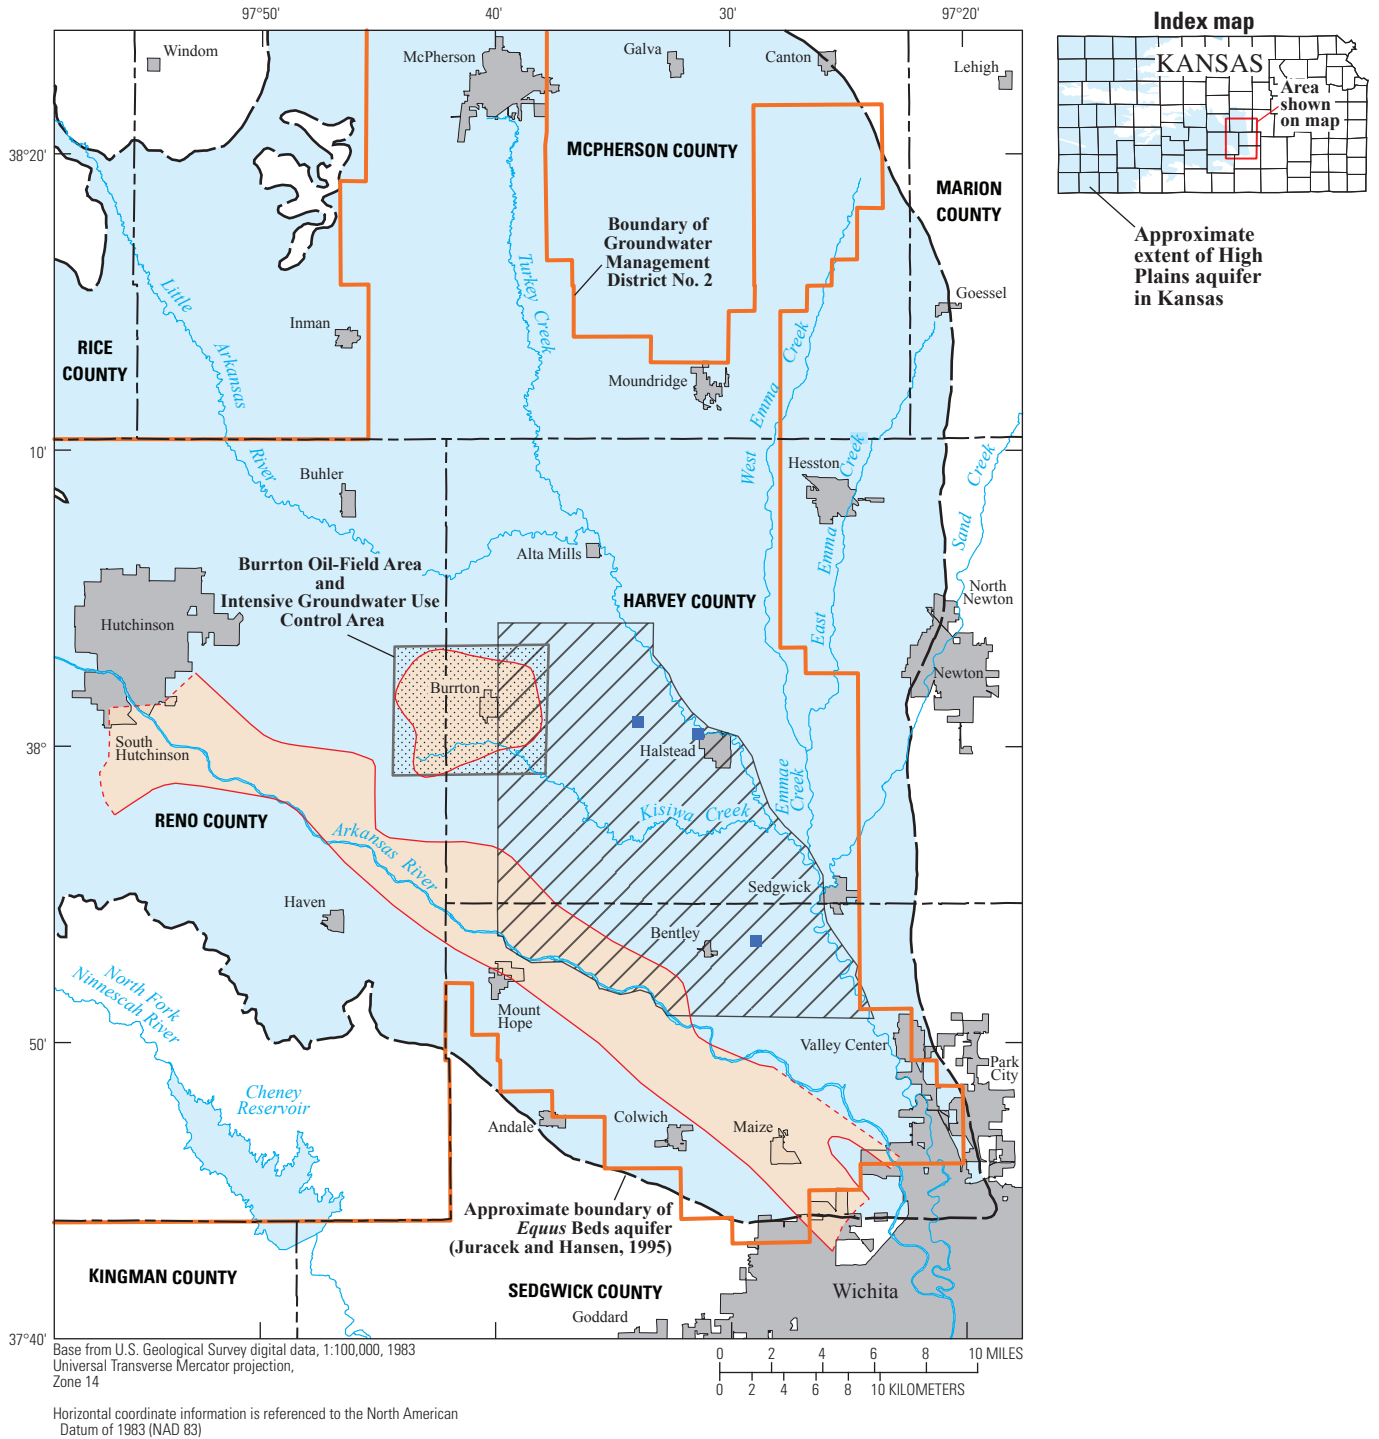 97°50'
40'
30'
97°20'
Index map
KANSAS
Area
shown
on map
Approximate
extent of High
Plains aquifer
in Kansas
Windom
McPherson
Galva
Canton
Lehigh
38°20'
MCPHERSON COUNTY
MARION
COUNTY
Boundary of
Groundwater
Management
District No. 2
Turkey Creek
Little
Arkansas
River
Goessel
Inman
RICE
COUNTY
Moundridge
West
Emma
Creek
10'
Buhler
Hesston
East
Emma
Creek
Sand
Creek
Alta Mills
Burrton Oil-Field Area
and
Intensive Groundwater Use
Control Area
HARVEY COUNTY
North
Newton
Hutchinson
Newton
Burrton
38°
South
Hutchinson
Halstead
Emmae
Creek
Kisiwa Creek
RENO COUNTY
Arkansas River
Sedgwick
Haven
Bentley
North Fork
Ninnescah River
Mount
Hope
50'
Valley Center
Park
City
Cheney
Reservoir
Andale
Colwich
Maize
Approximate boundary of
Equus Beds aquifer
(Juracek and Hansen, 1995)
KINGMAN COUNTY
SEDGWICK COUNTY
Wichita
Goddard
37°40'
Base from U.S. Geological Survey digital data, 1:100,000, 1983
Universal Transverse Mercator projection,
Zone 14
0 2 4 6 8 10 MILES
0 2 4 6 8 10 KILOMETERS
Horizontal coordinate information is referenced to the North American
Datum of 1983 (NAD 83)